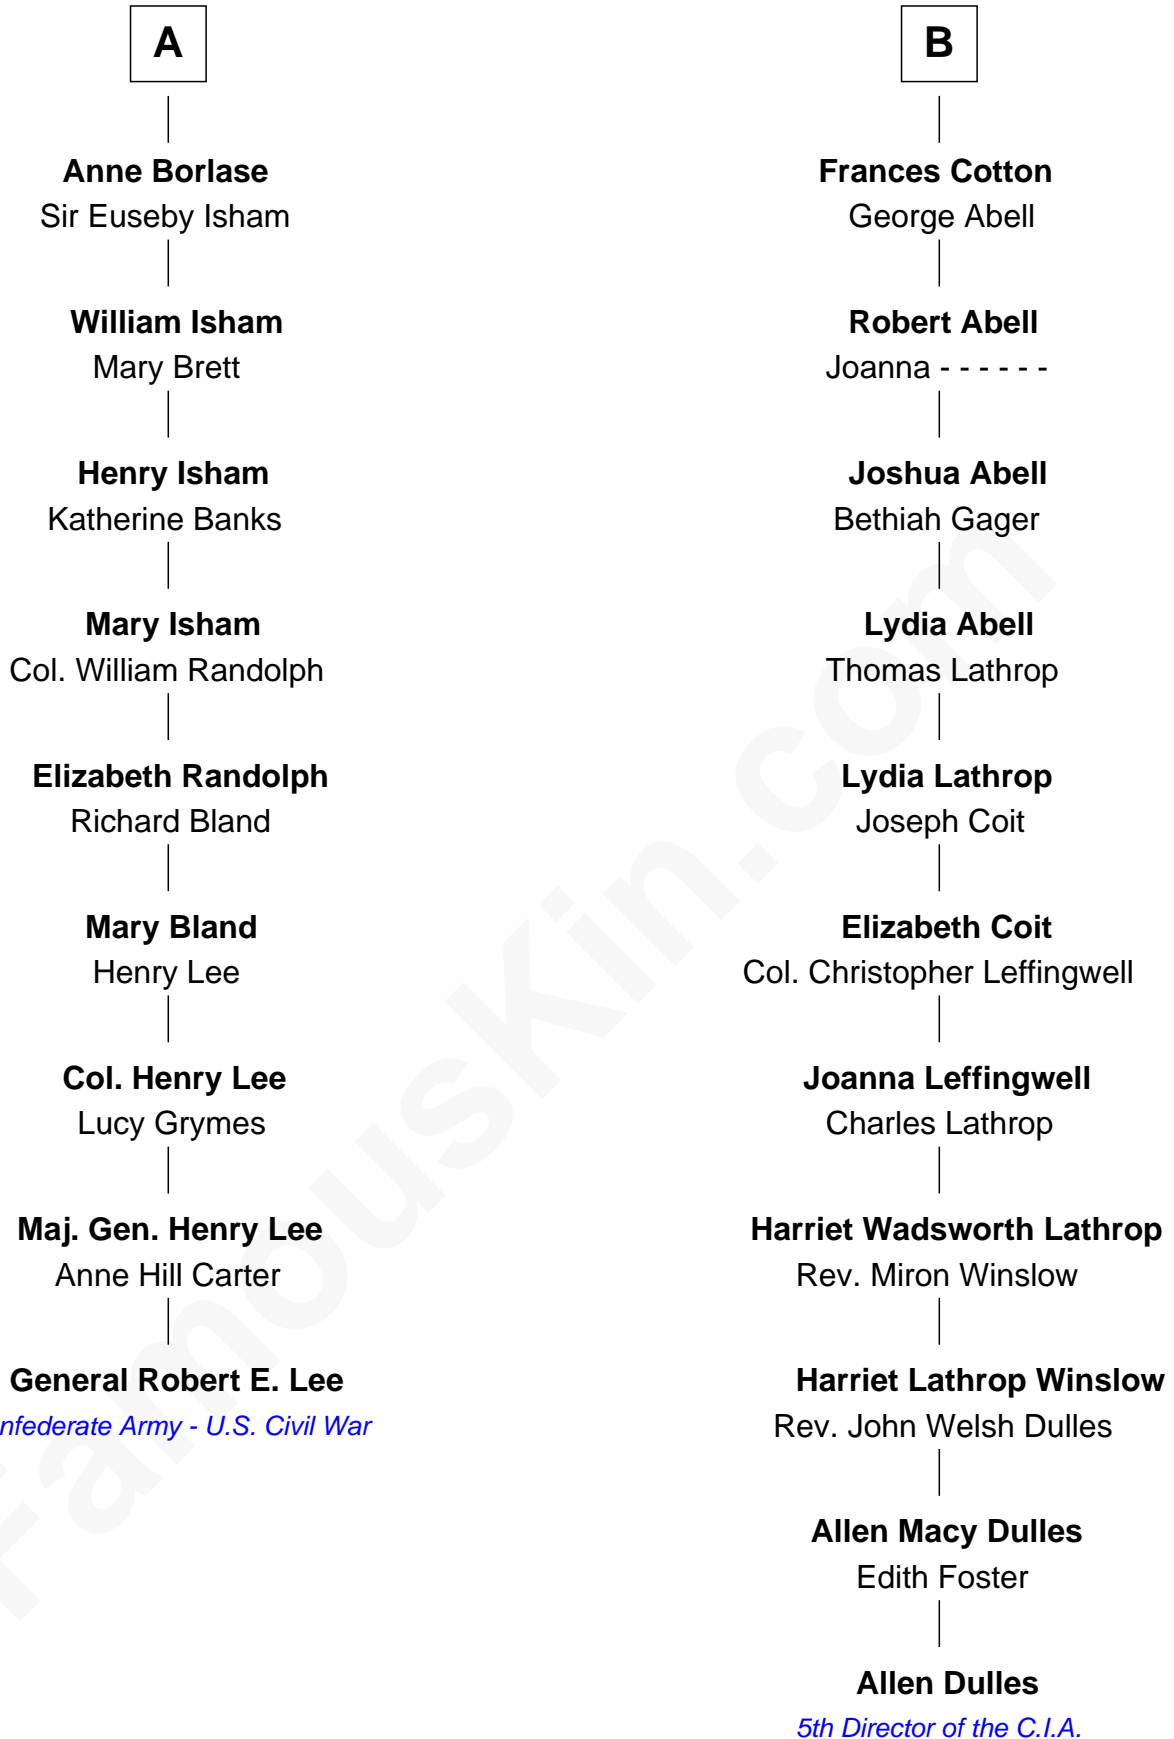 A
Anne Borlase
Sir Euseby Isham
William Isham
Mary Brett
Henry Isham
Katherine Banks
Mary Isham
Col. William Randolph
Elizabeth Randolph
Richard Bland
Mary Bland
Henry Lee
Col. Henry Lee
Lucy Grymes
Maj. Gen. Henry Lee
Anne Hill Carter
General Robert E. Lee
nfederate Army - U.S. Civil War
B
Frances Cotton
George Abell
Robert Abell
Joanna - - - - - -
Joshua Abell
Bethiah Gager
Lydia Abell
Thomas Lathrop
Lydia Lathrop
Joseph Coit
Elizabeth Coit
Col. Christopher Leffingwell
Joanna Leffingwell
Charles Lathrop
Harriet Wadsworth Lathrop
Rev. Miron Winslow
Harriet Lathrop Winslow
Rev. John Welsh Dulles
Allen Macy Dulles
Edith Foster
Allen Dulles
5th Director of the C.I.A.
FamousKin.com